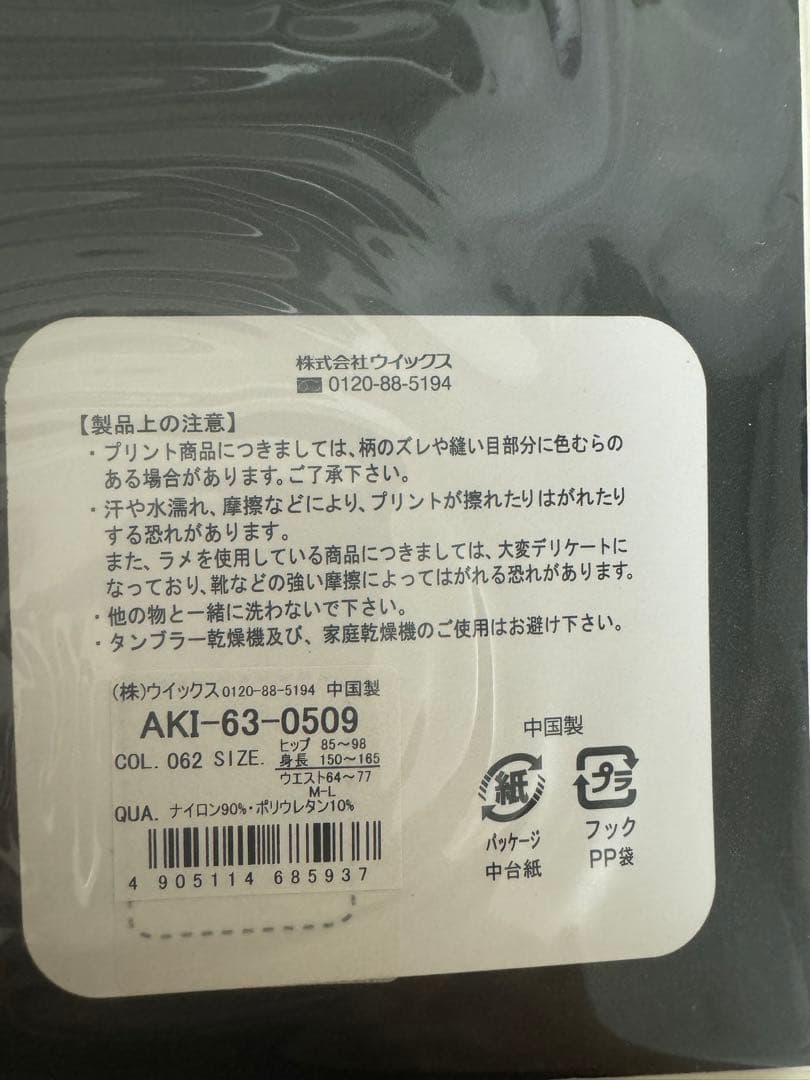 株式会社ウイックス
0120-88-5194
【製品上の注意】
・プリント商品につきましては、柄のズレや縫い目部分に色むらの
ある場合があります。ご了承下さい。
・汗や水濡れ、摩擦などにより、プリントが擦れたりはがれたり
する恐れがあります。
また、ラメを使用している商品につきましては、大変デリケートに
なっており、靴などの強い摩擦によってはがれる恐れがあります。
・他の物と一緒に洗わないで下さい。
・タンブラー乾燥機及び、家庭乾燥機のご使用はお避け下さい。
(株)ウイックス0120-88-5194 中国製
AKI-63-0509
COL. 062 SIZE. ヒップ 85〜98
身長 150〜165
ウエスト64〜77
M-L
QUA. ナイロン90%・ポリウレタン10%
4 905114 685937
中国製
紙 プラ
パッケージ フック
中台紙 PP袋